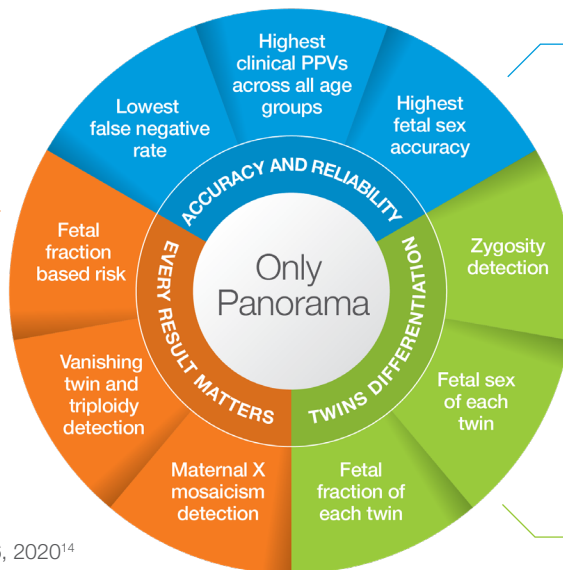 Highest
clinical PPVs
across all age
groups
Lowest
false negative
rate
Highest
fetal sex
accuracy
ACCURACY AND RELIABILITY
Fetal
fraction
based risk
Vanishing
twin and
triploidy
detection
Maternal X
mosaicism
detection
EVERY RESULT MATTERS
Only
Panorama
TWINS DIFFERENTIATION
Zygosity
detection
Fetal sex
of each
twin
Fetal
fraction of
each twin
, 202014